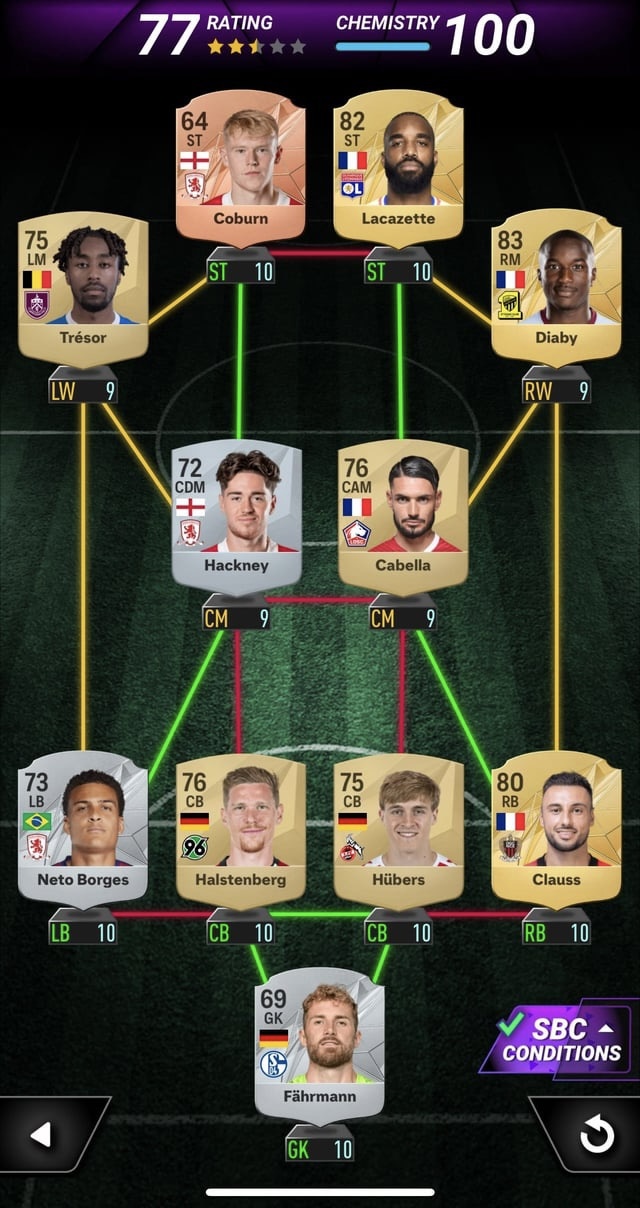 77 RATING CHEMISTRY 100
64
ST
Coburn
ST 10
82
ST
OL
Lacazette
ST 10
75
LM
Trésor
LW 9
83
RM
Diaby
RW 9
72
CDM
Hackney
CM 9
76
CAM
LOSC
Cabella
CM 9
73
LB
Neto Borges
LB 10
76
CB
96
Halstenberg
CB 10
75
CB
Hübers
CB 10
80
RB
Clauss
RB 10
69
GK
Fährmann
GK 10
SBC
CONDITIONS